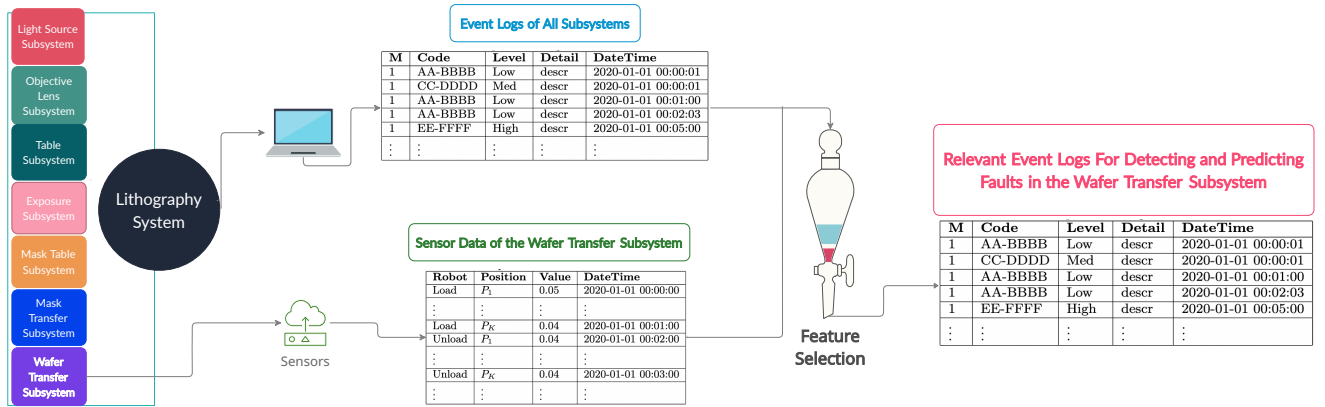 Light Source
Subsystem
Objective
Lens
Subsystem
Table
Subsystem
Exposure
Subsystem
Mask Table
Subsystem
Mask
Transfer
Subsystem
Wafer
Transfer
Subsystem
Lithography
System
Event Logs of All Subsystems
M Code Level Detail DateTime
1 AA-BBBB Low descr 2020-01-01 00:00:01
1 CC-DDDD Med descr 2020-01-01 00:00:01
1 AA-BBBB Low descr 2020-01-01 00:01:00
1 AA-BBBB Low descr 2020-01-01 00:02:03
1 EE-FFFF High descr 2020-01-01 00:05:00
⋮ ⋮ ⋮ ⋮ ⋮
Sensors
Sensor Data of the Wafer Transfer Subsystem
Robot Position Value DateTime
Load P₁ 0.05 2020-01-01 00:00:00
⋮ ⋮ ⋮ ⋮
Load P_K 0.04 2020-01-01 00:01:00
Unload P₁ 0.04 2020-01-01 00:02:00
⋮ ⋮ ⋮ ⋮
Unload P_K 0.04 2020-01-01 00:03:00
⋮ ⋮ ⋮ ⋮
Feature
Selection
Relevant Event Logs For Detecting and Predicting
Faults in the Wafer Transfer Subsystem
M Code Level Detail DateTime
1 AA-BBBB Low descr 2020-01-01 00:00:01
1 CC-DDDD Med descr 2020-01-01 00:00:01
1 AA-BBBB Low descr 2020-01-01 00:01:00
1 AA-BBBB Low descr 2020-01-01 00:02:03
1 EE-FFFF High descr 2020-01-01 00:05:00
⋮ ⋮ ⋮ ⋮ ⋮